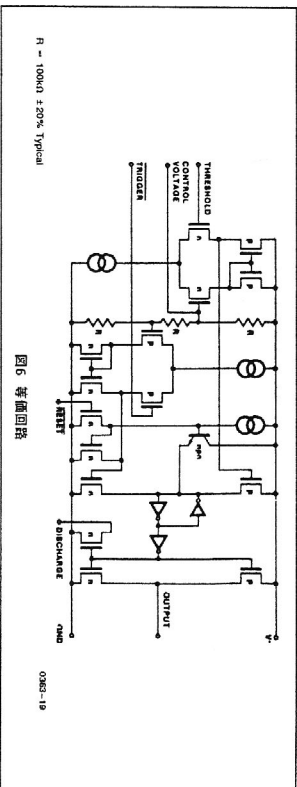 V+
THRESHOLD
CONTROL
VOLTAGE
TRIGGER
OUTPUT
RESET
DISCHARGE
GND
p
p
n
n
R
R
R
p
p
n
n
n
n
npn
p
n
n
p
n
R = 100kΩ ±20% Typical
図6 等価回路
0363-19